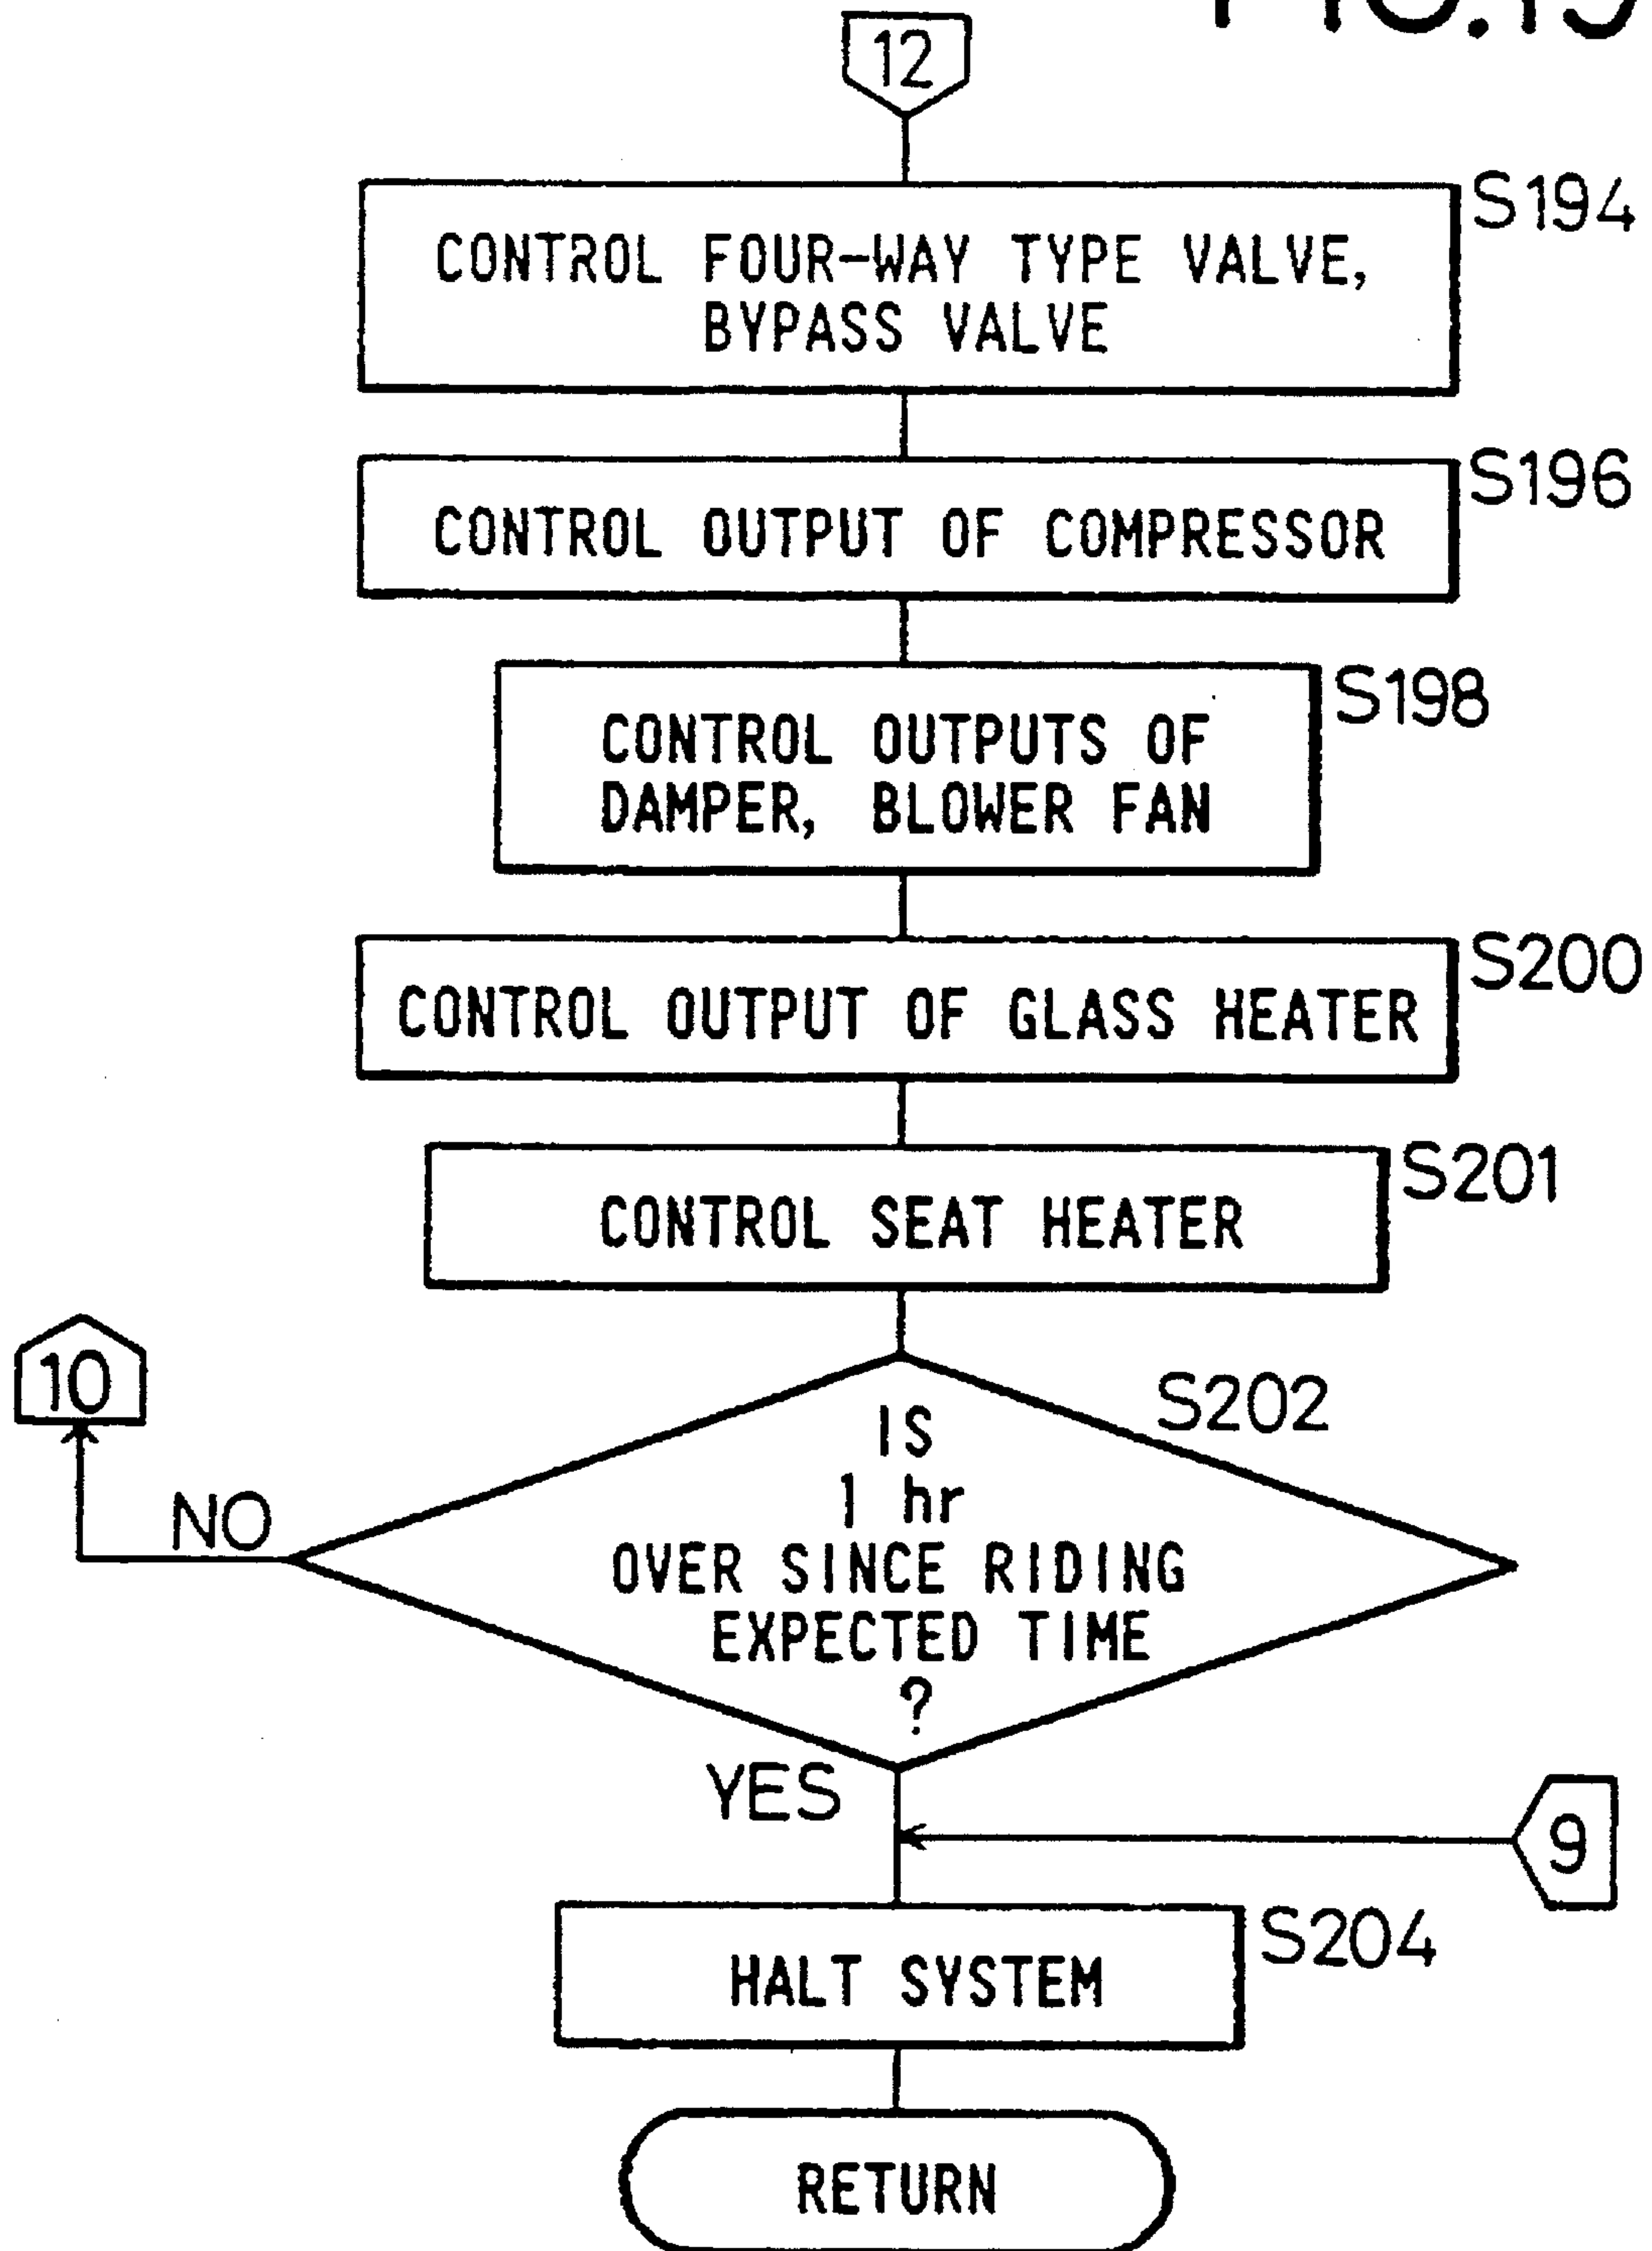 FIG.19
12
S194
CONTROL FOUR-WAY TYPE VALVE,
BYPASS VALVE
S196
CONTROL OUTPUT OF COMPRESSOR
S198
CONTROL OUTPUTS OF
DAMPER, BLOWER FAN
S200
CONTROL OUTPUT OF GLASS HEATER
S201
CONTROL SEAT HEATER
10
S202
IS
1 hr
OVER SINCE RIDING
EXPECTED TIME
?
NO
YES
9
S204
HALT SYSTEM
RETURN